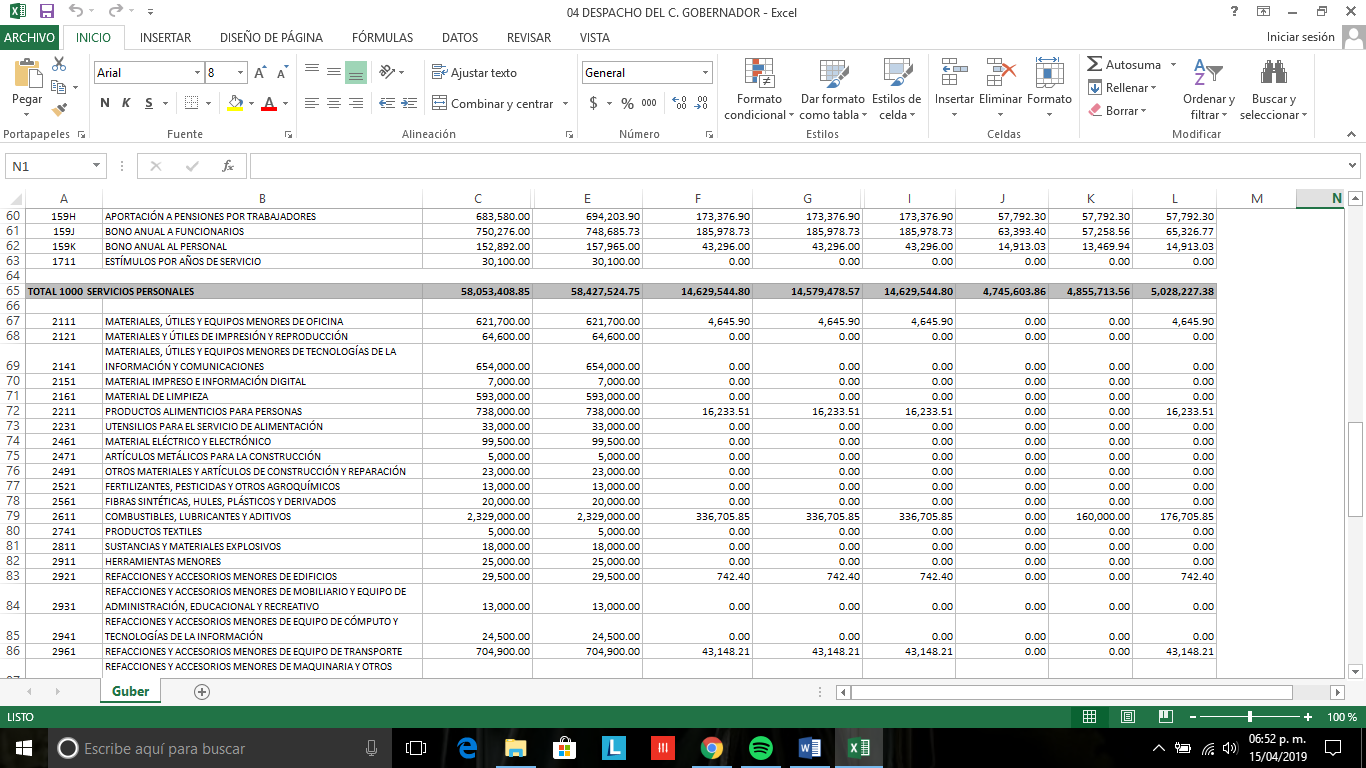 04 DESPACHO DEL C. GOBERNADOR - Excel
?
ARCHIVO INICIO INSERTAR DISEÑO DE PÁGINA FÓRMULAS DATOS REVISAR VISTA Iniciar sesión
Pegar
Arial 8
N K S
Ajustar texto
Combinar y centrar
General
$ % 000
Formato condicional
Dar formato como tabla
Estilos de celda
Insertar Eliminar Formato
Autosuma
Rellenar
Borrar
Ordenar y filtrar
Buscar y seleccionar
Portapapeles Fuente Alineación Número Estilos Celdas Modificar
N1 fx
A B C E F G I J K L M N
60 159H APORTACIÓN A PENSIONES POR TRABAJADORES 683,580.00 694,203.90 173,376.90 173,376.90 173,376.90 57,792.30 57,792.30 57,792.30
61 159J BONO ANUAL A FUNCIONARIOS 750,276.00 748,685.73 185,978.73 185,978.73 185,978.73 63,393.40 57,258.56 65,326.77
62 159K BONO ANUAL AL PERSONAL 152,892.00 157,965.00 43,296.00 43,296.00 43,296.00 14,913.03 13,469.94 14,913.03
63 1711 ESTÍMULOS POR AÑOS DE SERVICIO 30,100.00 30,100.00 0.00 0.00 0.00 0.00 0.00 0.00
64
65 TOTAL 1000 SERVICIOS PERSONALES 58,053,408.85 58,427,524.75 14,629,544.80 14,579,478.57 14,629,544.80 4,745,603.86 4,855,713.56 5,028,227.38
66
67 2111 MATERIALES, ÚTILES Y EQUIPOS MENORES DE OFICINA 621,700.00 621,700.00 4,645.90 4,645.90 4,645.90 0.00 0.00 4,645.90
68 2121 MATERIALES Y ÚTILES DE IMPRESIÓN Y REPRODUCCIÓN 64,600.00 64,600.00 0.00 0.00 0.00 0.00 0.00 0.00
MATERIALES, ÚTILES Y EQUIPOS MENORES DE TECNOLOGÍAS DE LA
69 2141 INFORMACIÓN Y COMUNICACIONES 654,000.00 654,000.00 0.00 0.00 0.00 0.00 0.00 0.00
70 2151 MATERIAL IMPRESO E INFORMACIÓN DIGITAL 7,000.00 7,000.00 0.00 0.00 0.00 0.00 0.00 0.00
71 2161 MATERIAL DE LIMPIEZA 593,000.00 593,000.00 0.00 0.00 0.00 0.00 0.00 0.00
72 2211 PRODUCTOS ALIMENTICIOS PARA PERSONAS 738,000.00 738,000.00 16,233.51 16,233.51 16,233.51 0.00 0.00 16,233.51
73 2231 UTENSILIOS PARA EL SERVICIO DE ALIMENTACIÓN 33,000.00 33,000.00 0.00 0.00 0.00 0.00 0.00 0.00
74 2461 MATERIAL ELÉCTRICO Y ELECTRÓNICO 99,500.00 99,500.00 0.00 0.00 0.00 0.00 0.00 0.00
75 2471 ARTÍCULOS METÁLICOS PARA LA CONSTRUCCIÓN 5,000.00 5,000.00 0.00 0.00 0.00 0.00 0.00 0.00
76 2491 OTROS MATERIALES Y ARTÍCULOS DE CONSTRUCCIÓN Y REPARACIÓN 23,000.00 23,000.00 0.00 0.00 0.00 0.00 0.00 0.00
77 2521 FERTILIZANTES, PESTICIDAS Y OTROS AGROQUÍMICOS 13,000.00 13,000.00 0.00 0.00 0.00 0.00 0.00 0.00
78 2561 FIBRAS SINTÉTICAS, HULES, PLÁSTICOS Y DERIVADOS 20,000.00 20,000.00 0.00 0.00 0.00 0.00 0.00 0.00
79 2611 COMBUSTIBLES, LUBRICANTES Y ADITIVOS 2,329,000.00 2,329,000.00 336,705.85 336,705.85 336,705.85 0.00 160,000.00 176,705.85
80 2741 PRODUCTOS TEXTILES 5,000.00 5,000.00 0.00 0.00 0.00 0.00 0.00 0.00
81 2811 SUSTANCIAS Y MATERIALES EXPLOSIVOS 18,000.00 18,000.00 0.00 0.00 0.00 0.00 0.00 0.00
82 2911 HERRAMIENTAS MENORES 25,000.00 25,000.00 0.00 0.00 0.00 0.00 0.00 0.00
83 2921 REFACCIONES Y ACCESORIOS MENORES DE EDIFICIOS 29,500.00 29,500.00 742.40 742.40 742.40 0.00 0.00 742.40
REFACCIONES Y ACCESORIOS MENORES DE MOBILIARIO Y EQUIPO DE
84 2931 ADMINISTRACIÓN, EDUCACIONAL Y RECREATIVO 13,000.00 13,000.00 0.00 0.00 0.00 0.00 0.00 0.00
REFACCIONES Y ACCESORIOS MENORES DE EQUIPO DE CÓMPUTO Y
85 2941 TECNOLOGÍAS DE LA INFORMACIÓN 24,500.00 24,500.00 0.00 0.00 0.00 0.00 0.00 0.00
86 2961 REFACCIONES Y ACCESORIOS MENORES DE EQUIPO DE TRANSPORTE 704,900.00 704,900.00 43,148.21 43,148.21 43,148.21 0.00 0.00 43,148.21
REFACCIONES Y ACCESORIOS MENORES DE MAQUINARIA Y OTROS
Guber
LISTO 100 %
Escribe aquí para buscar
06:52 p. m.
15/04/2019